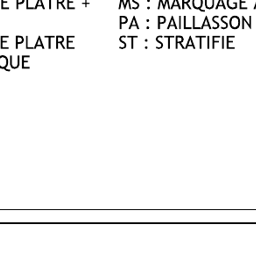 E PLATRE +
E PLATRE
QUE
MS : MARQUAGE
PA : PAILLASSON
ST : STRATIFIE